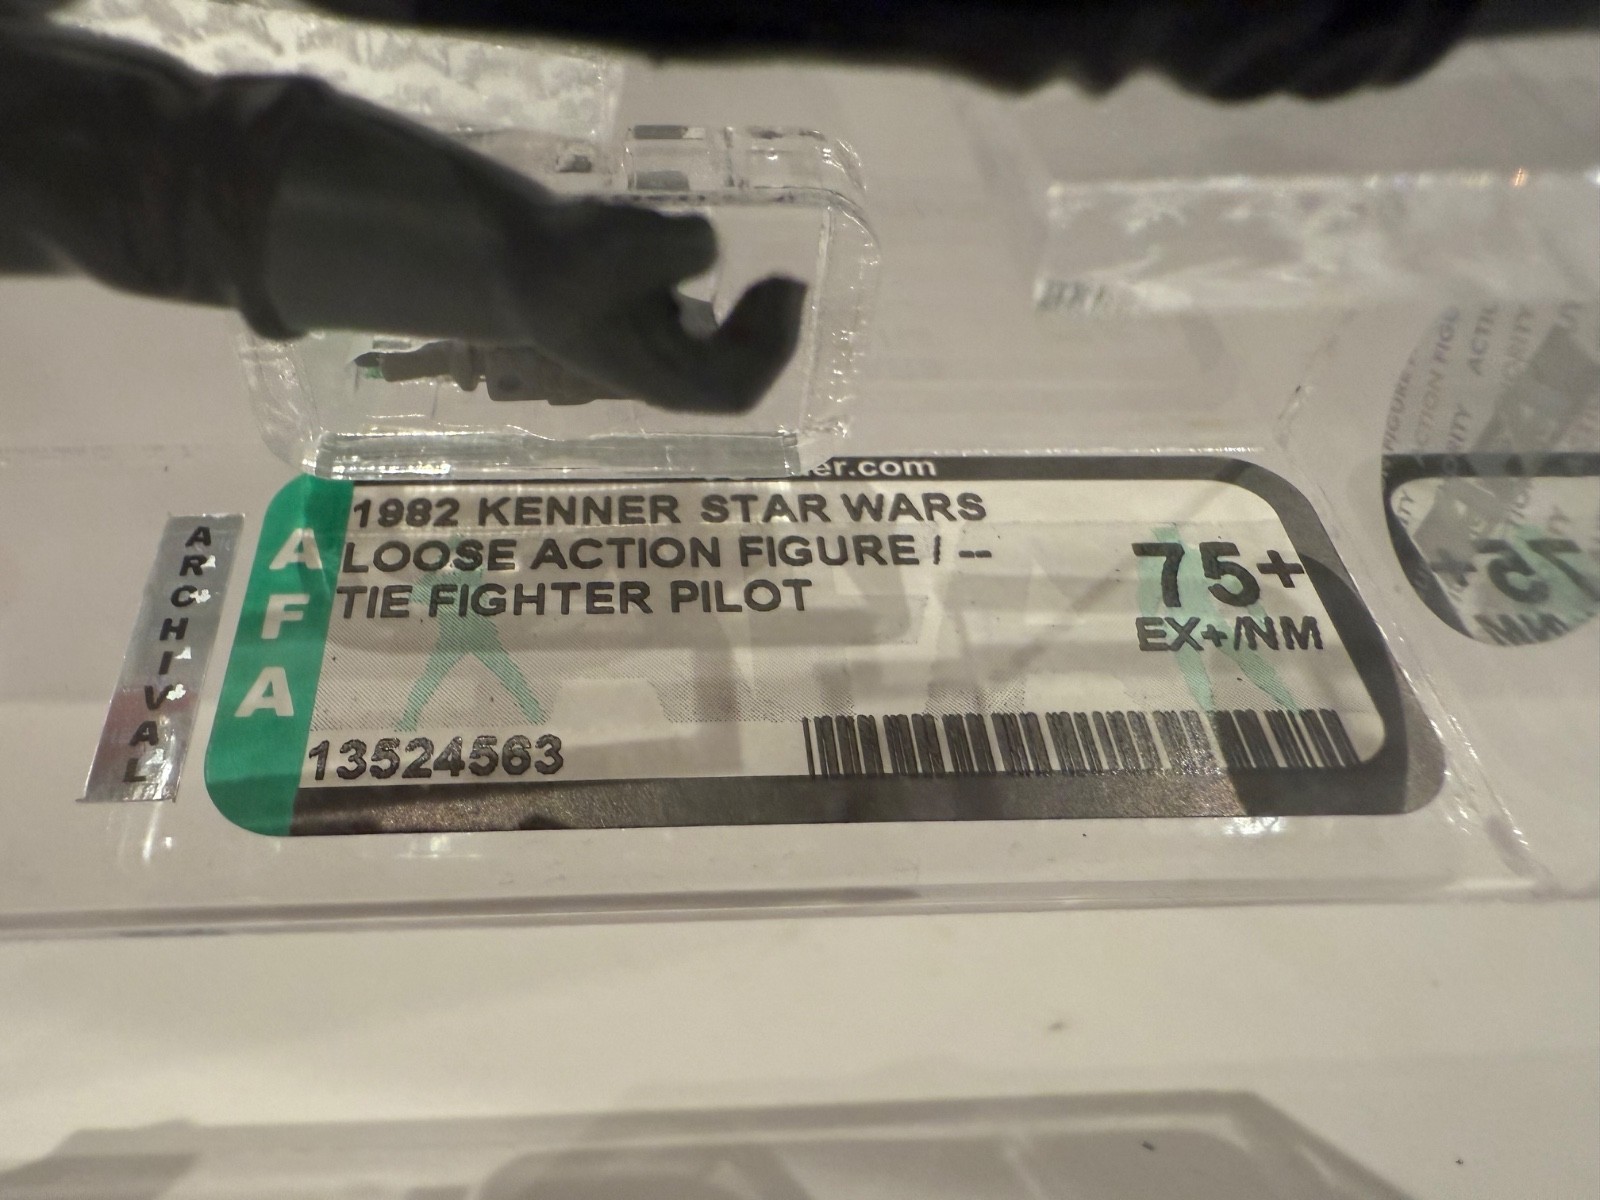 er.com
1982 KENNER STAR WARS
LOOSE ACTION FIGURE / --
TIE FIGHTER PILOT
75+
EX+/NM
13524563
AFA
ARCHIVAL